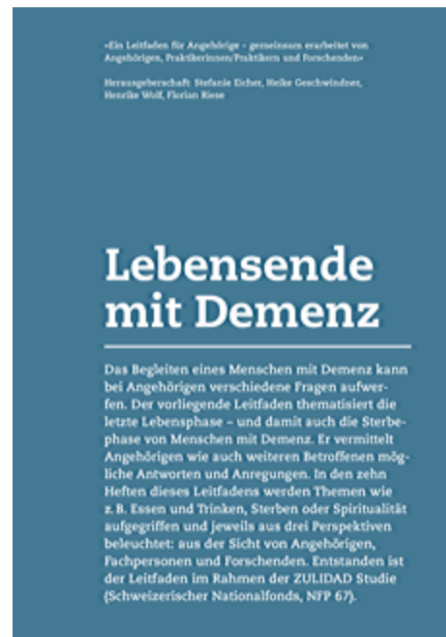 «Ein Leitfaden für Angehörige – gemeinsam erarbeitet von
Angehörigen, Praktikerinnen/Praktikern und Forschenden»
Herausgeberschaft: Stefanie Eicher, Heike Geschwindner,
Henrike Wolf, Florian Riese
Lebensende
mit Demenz
Das Begleiten eines Menschen mit Demenz kann
bei Angehörigen verschiedene Fragen aufwer-
fen. Der vorliegende Leitfaden thematisiert die
letzte Lebensphase – und damit auch die Sterbe-
phase von Menschen mit Demenz. Er vermittelt
Angehörigen wie auch weiteren Betroffenen mög-
liche Antworten und Anregungen. In den zehn
Heften dieses Leitfadens werden Themen wie
z.B. Essen und Trinken, Sterben oder Spiritualität
aufgegriffen und jeweils aus drei Perspektiven
beleuchtet: aus der Sicht von Angehörigen,
Fachpersonen und Forschenden. Entstanden ist
der Leitfaden im Rahmen der ZULIDAD Studie
(Schweizerischer Nationalfonds, NFP 67).